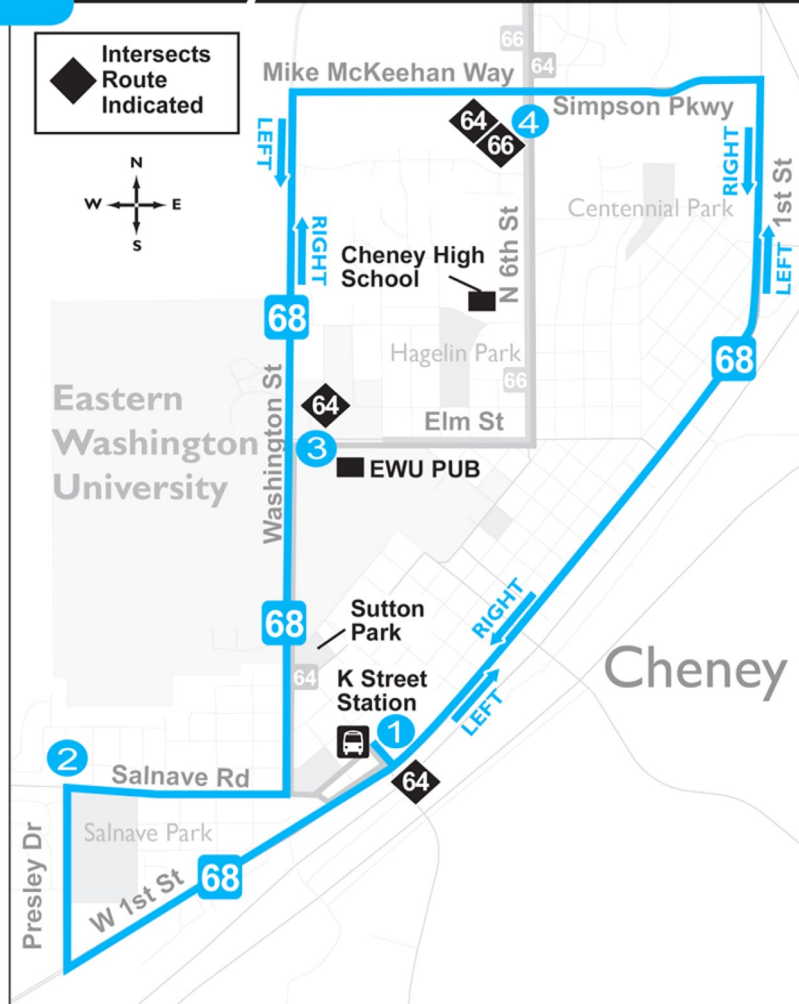 Intersects
Route
Indicated
66
64
Mike McKeehan Way
Simpson Pkwy
64
66
4
LEFT
RIGHT
N
W
E
S
RIGHT
LEFT
1st St
Centennial Park
N 6th St
Cheney High
School
68
68
Hagelin Park
66
Eastern
Washington
University
Washington St
64
Elm St
3
EWU PUB
68
Sutton
Park
RIGHT
LEFT
Cheney
64
K Street
Station
1
64
2
Salnave Rd
Salnave Park
Presley Dr
W 1st St
68